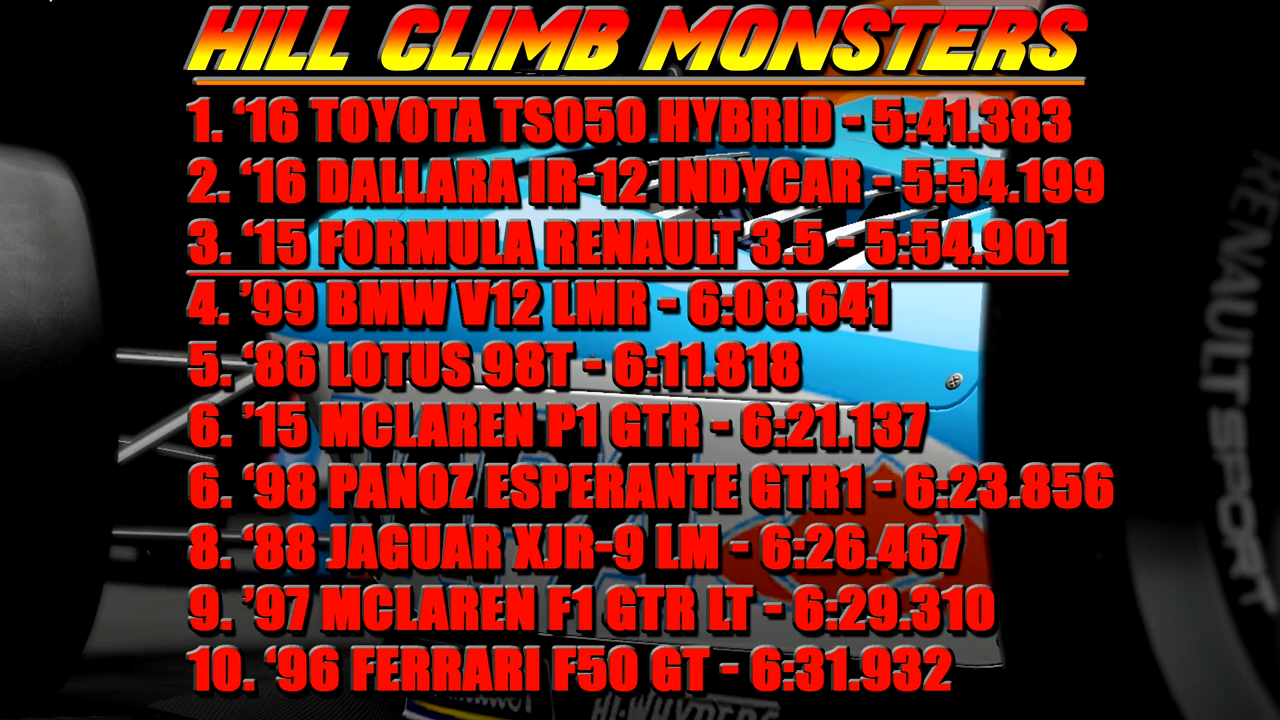 HILL CLIMB MONSTERS
1. ‘16 TOYOTA TS050 HYBRID - 5:41.383
2. ‘16 DALLARA IR-12 INDYCAR - 5:54.199
3. ‘15 FORMULA RENAULT 3.5 - 5:54.901
4. ’99 BMW V12 LMR - 6:08.641
5. ‘86 LOTUS 98T - 6:11.818
6. ’15 MCLAREN P1 GTR - 6:21.137
6. ‘98 PANOZ ESPERANTE GTR1 - 6:23.856
8. ‘88 JAGUAR XJR-9 LM - 6:26.467
9. ’97 MCLAREN F1 GTR LT - 6:29.310
10. ‘96 FERRARI F50 GT - 6:31.932
RENAULT SPORT